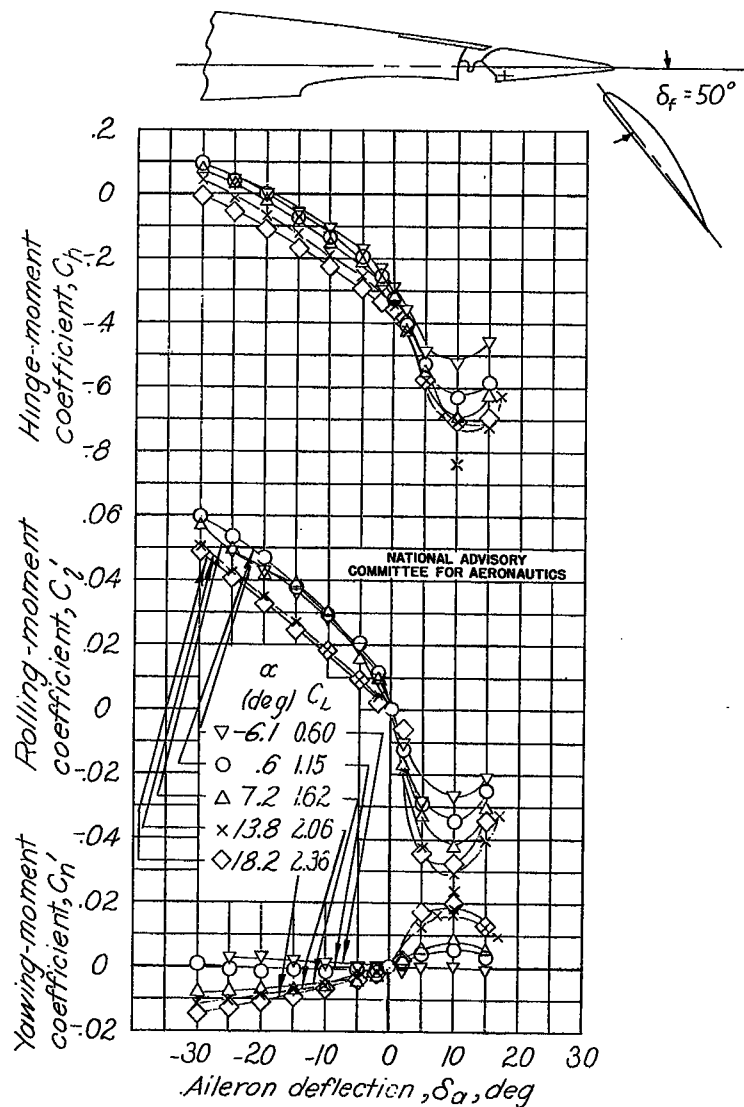 δf = 50°
.2
0
-.2
-.4
-.6
-.8
Hinge-moment
coefficient, Ch
.06
.04
.02
0
-.02
-.04
Rolling-moment
coefficient, Cl'
NATIONAL ADVISORY
COMMITTEE FOR AERONAUTICS
α
(deg) CL
▽ -6.1 0.60
○ .6 1.15
△ 7.2 1.62
× 13.8 2.06
◇ 18.2 2.36
.02
0
-.02
Yawing-moment
coefficient, Cn'
-30 -20 -10 0 10 20 30
Aileron deflection, δa, deg